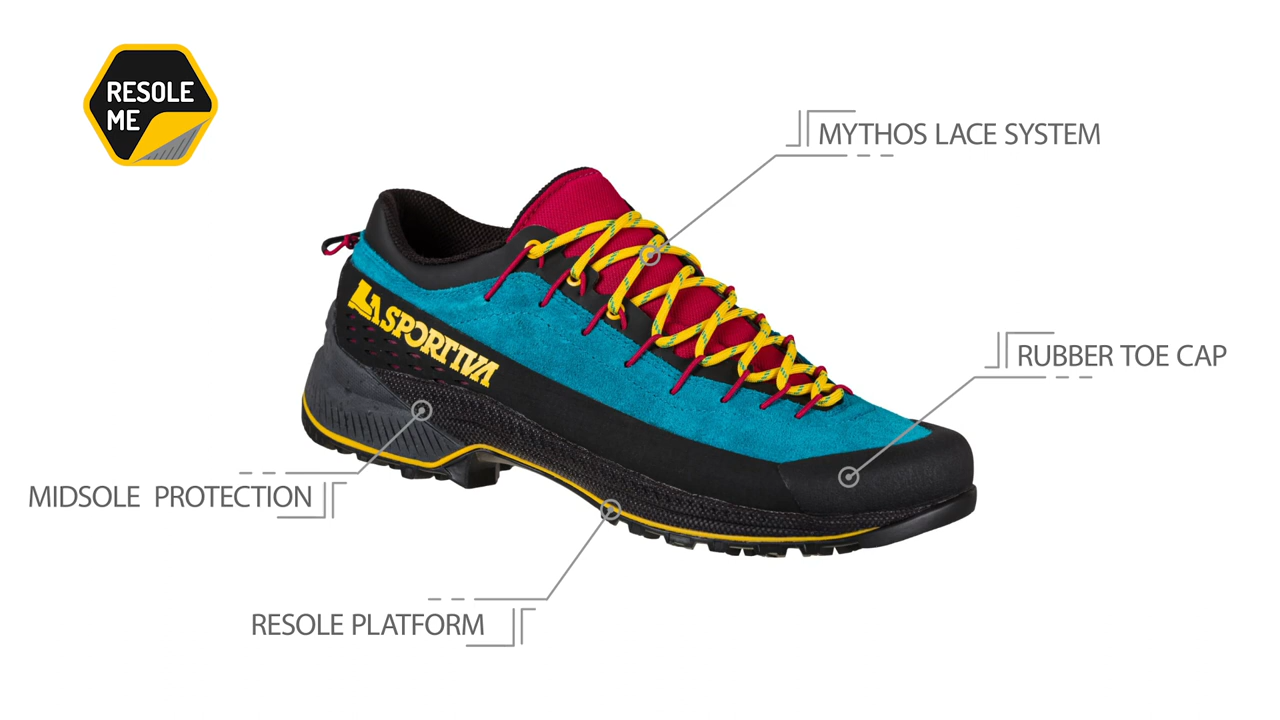 RESOLE
ME
MYTHOS LACE SYSTEM
RUBBER TOE CAP
LA SPORTIVA
MIDSOLE PROTECTION
RESOLE PLATFORM